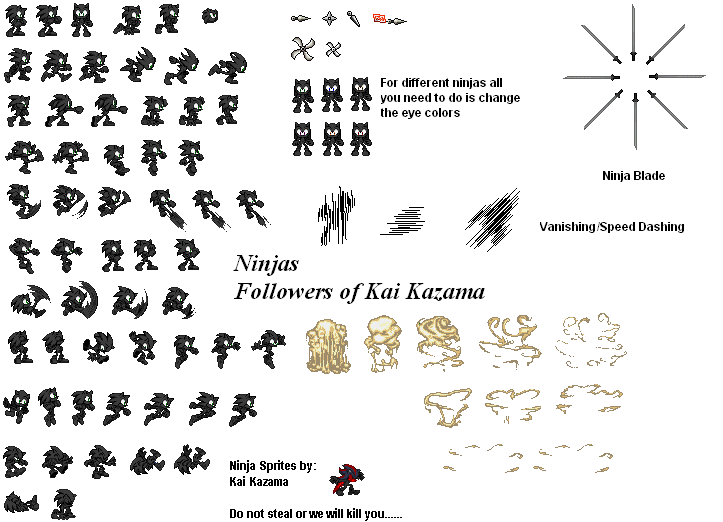 For different ninjas all
you need to do is change
the eye colors
Ninja Blade
Vanishing/Speed Dashing
Ninjas
Followers of Kai Kazama
Ninja Sprites by:
Kai Kazama
Do not steal or we will kill you......